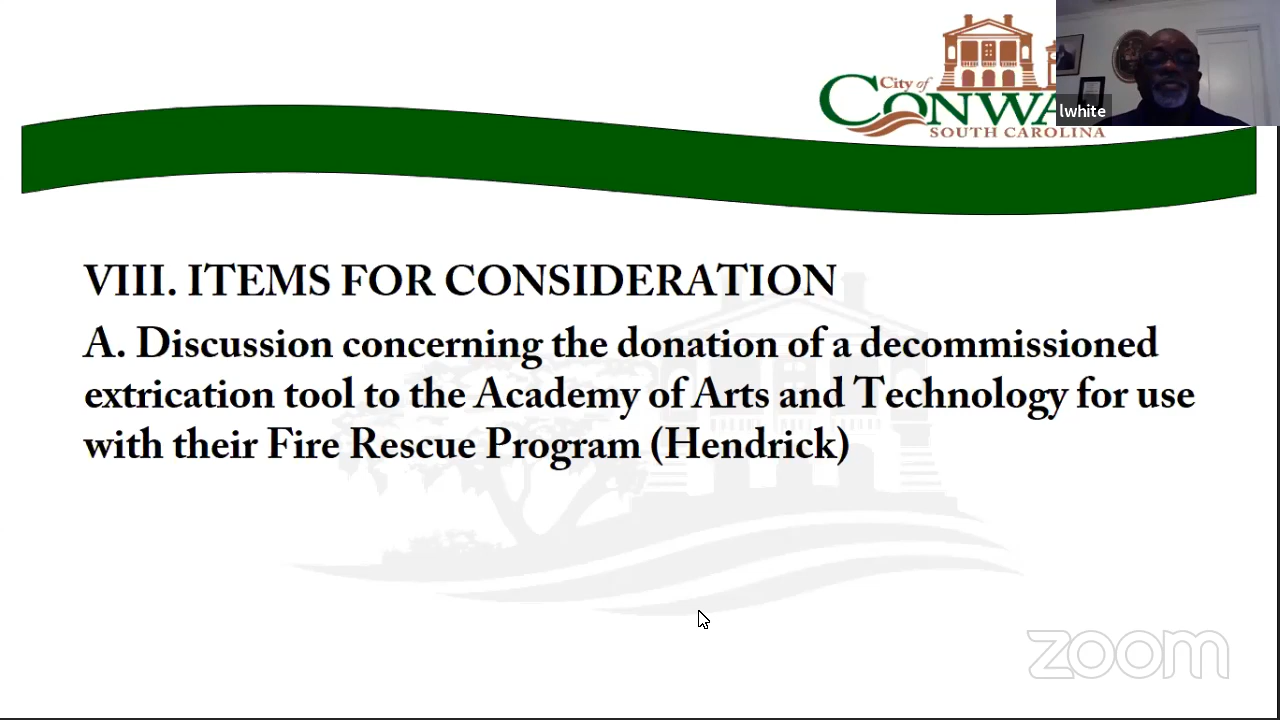 City of
CONWA
SOUTH CAROLINA
lwhite
VIII. ITEMS FOR CONSIDERATION
A. Discussion concerning the donation of a decommissioned
extrication tool to the Academy of Arts and Technology for use
with their Fire Rescue Program (Hendrick)
zoom